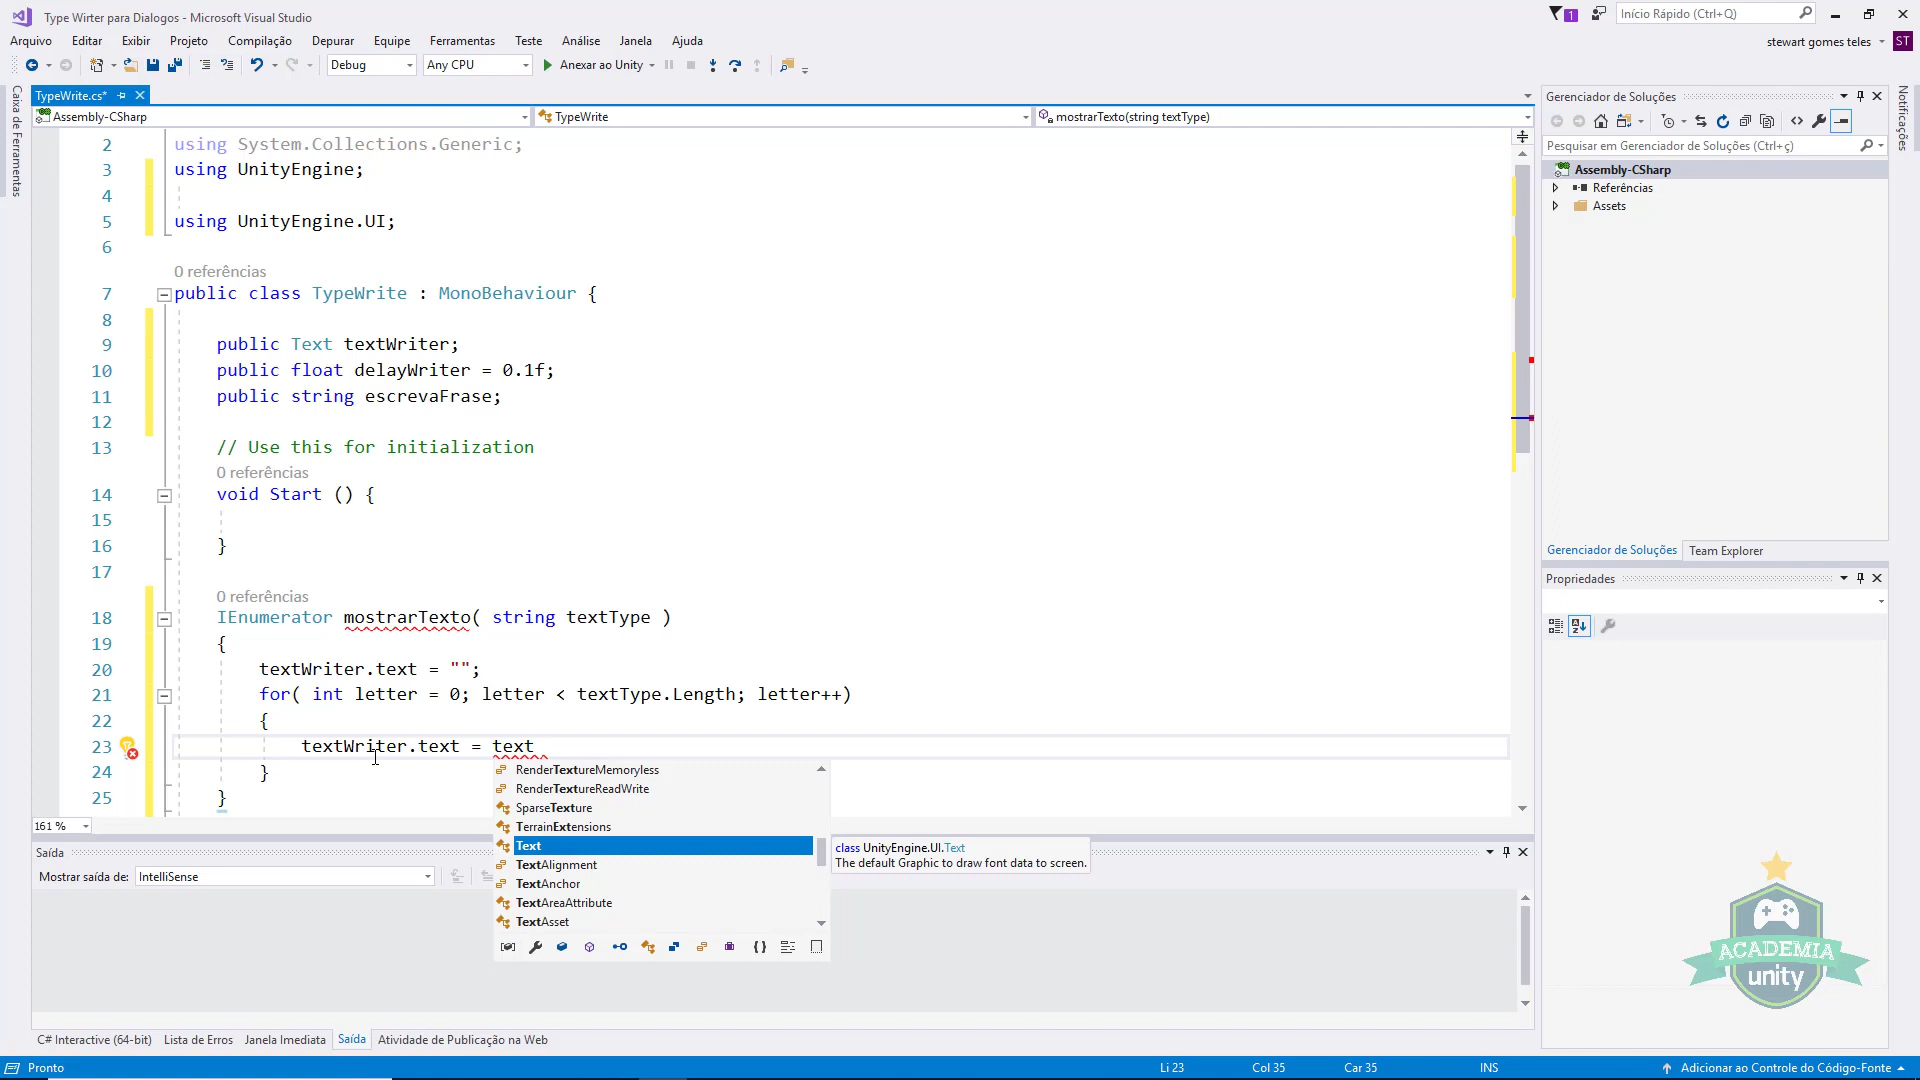 Type Wirter para Dialogos - Microsoft Visual Studio
1
Início Rápido (Ctrl+Q)
Arquivo Editar Exibir Projeto Compilação Depurar Equipe Ferramentas Teste Análise Janela Ajuda
stewart gomes teles ST
Debug Any CPU Anexar ao Unity
Caixa de Ferramentas
TypeWrite.cs*
Assembly-CSharp TypeWrite mostrarTexto(string textType)
2 using System.Collections.Generic;
3 using UnityEngine;
4
5 using UnityEngine.UI;
6
0 referências
7 public class TypeWrite : MonoBehaviour {
8
9 public Text textWriter;
10 public float delayWriter = 0.1f;
11 public string escrevaFrase;
12
13 // Use this for initialization
0 referências
14 void Start () {
15
16 }
17
0 referências
18 IEnumerator mostrarTexto( string textType )
19 {
20 textWriter.text = "";
21 for( int letter = 0; letter < textType.Length; letter++)
22 {
23 textWriter.text = text
24 }
25 }
RenderTextureMemoryless
RenderTextureReadWrite
SparseTexture
TerrainExtensions
Text
TextAlignment
TextAnchor
TextAreaAttribute
TextAsset
class UnityEngine.UI.Text
The default Graphic to draw font data to screen.
161 %
Saída
Mostrar saída de: IntelliSense
C# Interactive (64-bit) Lista de Erros Janela Imediata Saída Atividade de Publicação na Web
Gerenciador de Soluções
Pesquisar em Gerenciador de Soluções (Ctrl+ç)
Assembly-CSharp
Referências
Assets
Gerenciador de Soluções Team Explorer
Propriedades
Notificações
ACADEMIA
unity
Pronto Li 23 Col 35 Car 35 INS Adicionar ao Controle do Código-Fonte